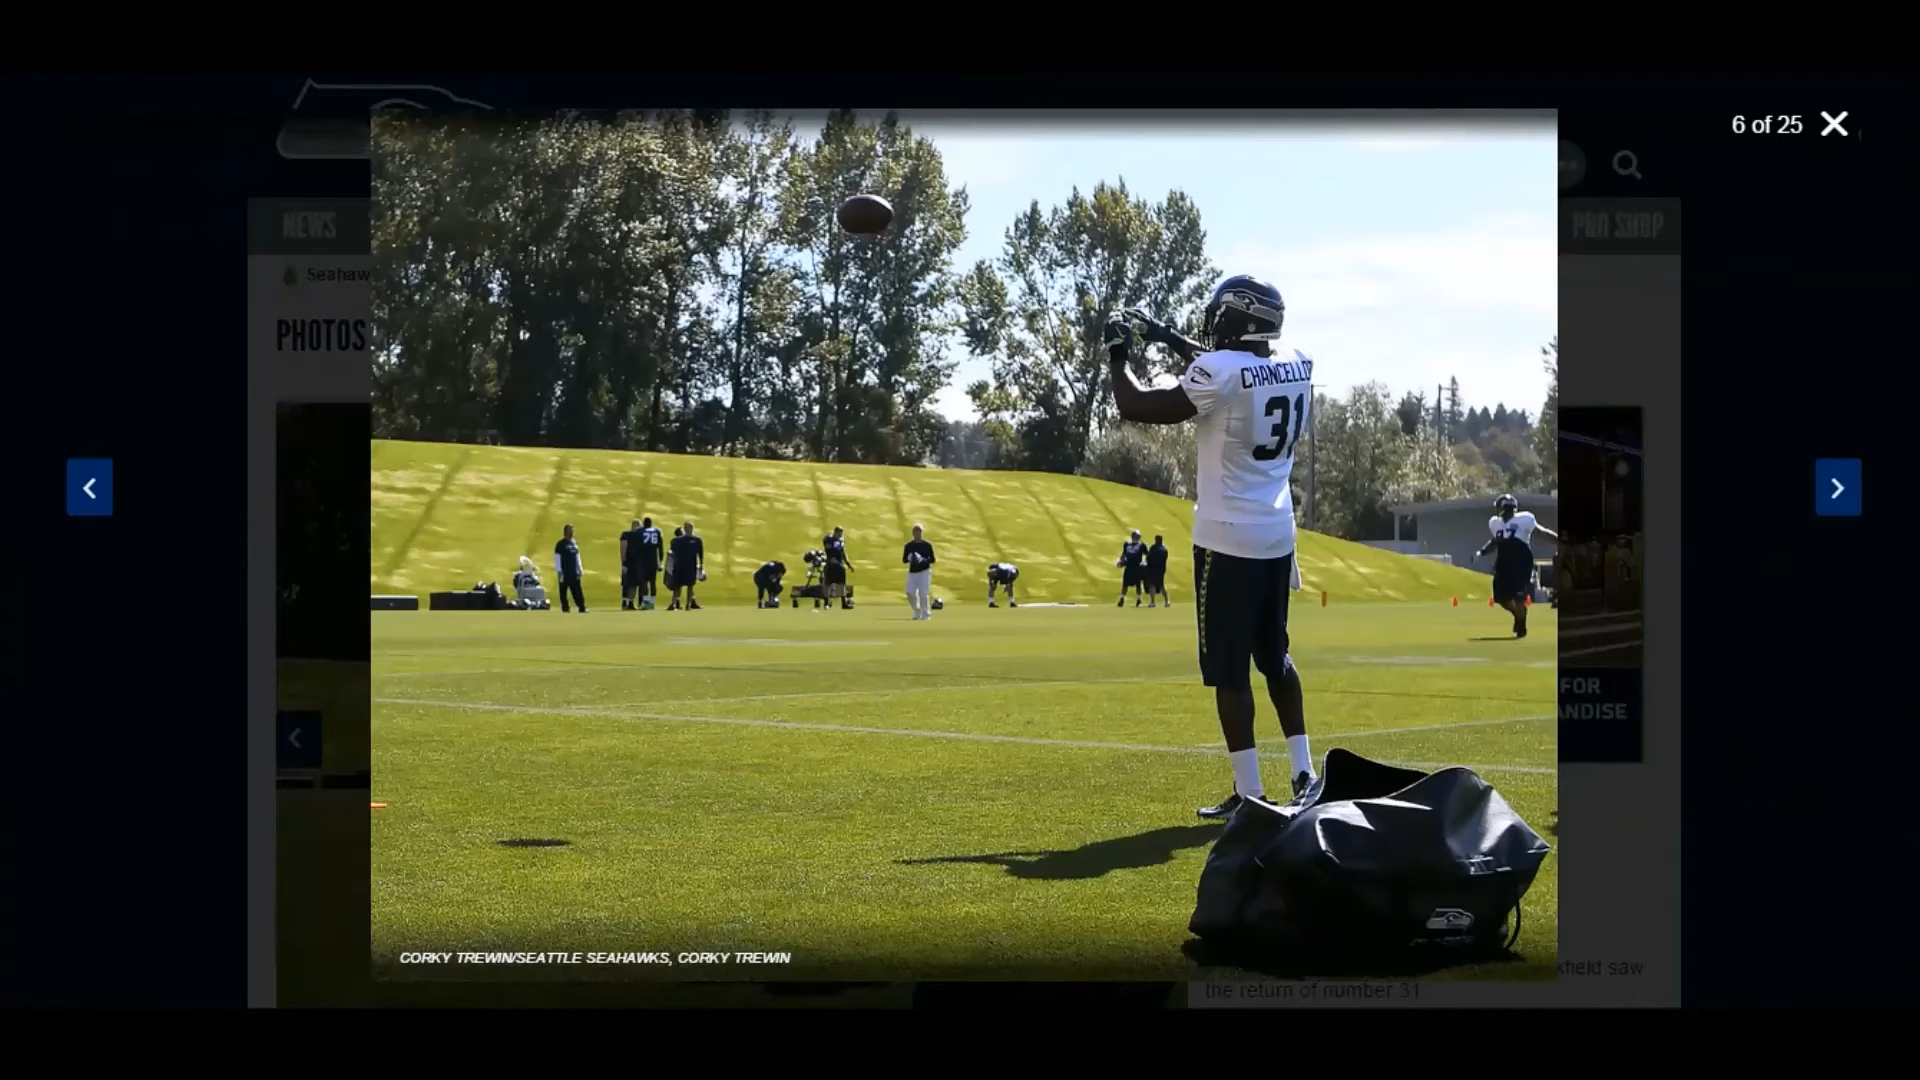 6 of 25
NEWS
PRO SHOP
Seahaw
PHOTOS
CHANCELLO
31
76
FOR
ANDISE
CORKY TREWIN/SEATTLE SEAHAWKS, CORKY TREWIN
kfield saw
the return of number 31